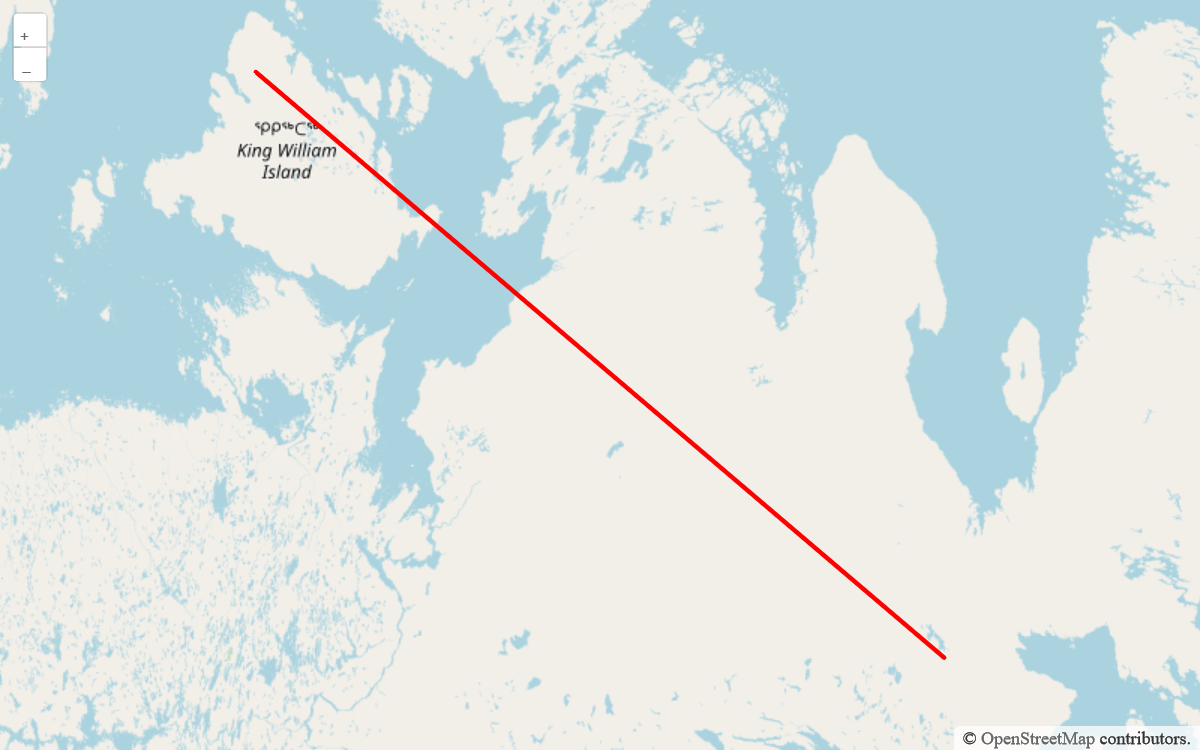 +
–
ᕿᑭᖅᑕᖅ
King William
Island
© OpenStreetMap contributors.